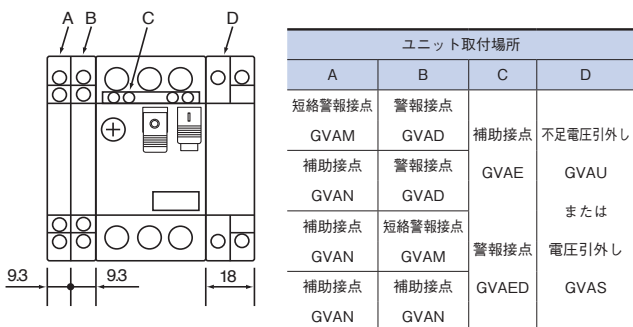 A B C D
9.3 9.3 18
ユニット取付場所
A B C D
短絡警報接点 警報接点
GVAM GVAD
補助接点 不足電圧引外し
補助接点 警報接点
GVAE GVAU
GVAN GVAD
または
補助接点 短絡警報接点
警報接点 電圧引外し
GVAN GVAM
補助接点 補助接点
GVAED GVAS
GVAN GVAN